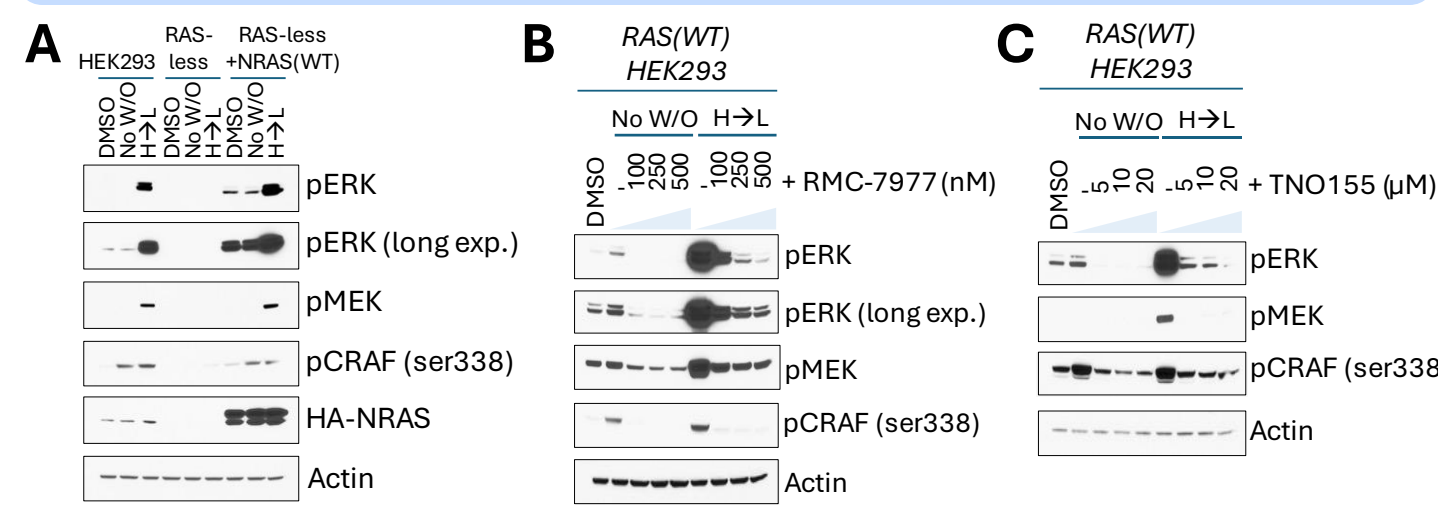 A
HEK293
RAS-
less
RAS-less
+NRAS(WT)
DMSO
No W/O
H→L
DMSO
No W/O
H→L
DMSO
No W/O
H→L
pERK
pERK (long exp.)
pMEK
pCRAF (ser338)
HA-NRAS
Actin
B
RAS(WT)
HEK293
No W/O
H→L
DMSO
-
100
250
500
-
100
250
500
+ RMC-7977 (nM)
pERK
pERK (long exp.)
pMEK
pCRAF (ser338)
Actin
C
RAS(WT)
HEK293
No W/O
H→L
DMSO
-
5
10
20
-
5
10
20
+ TNO155 (µM)
pERK
pMEK
pCRAF (ser338
Actin